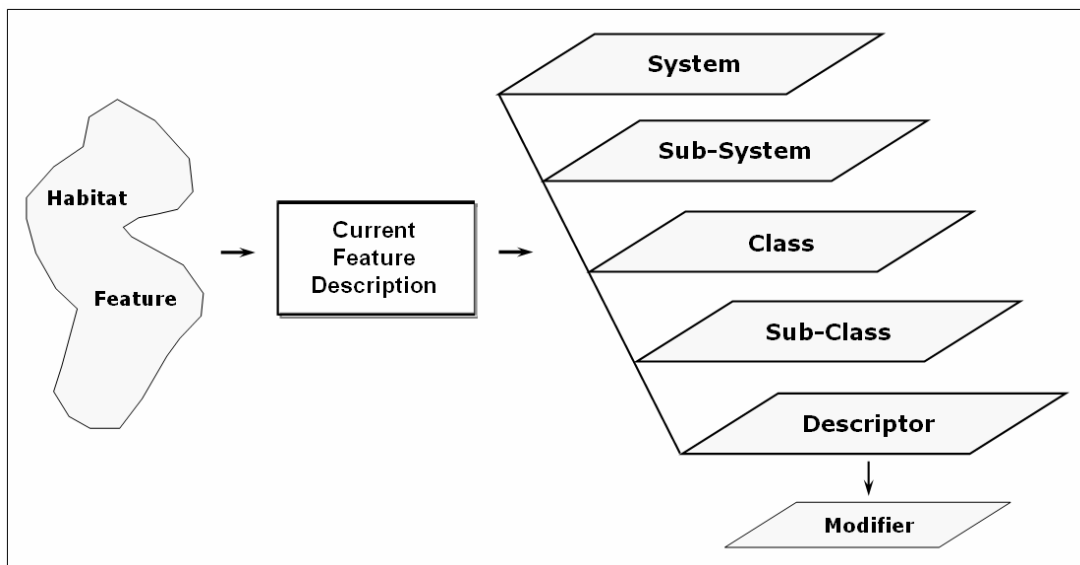 Habitat
Feature
Current
Feature
Description
System
Sub-System
Class
Sub-Class
Descriptor
Modifier